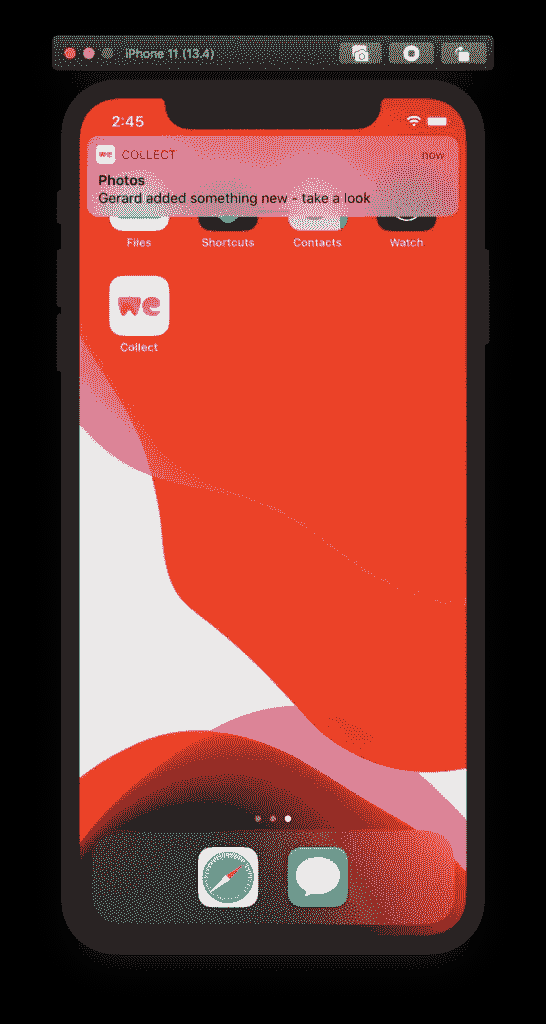 iPhone 11 (13.4)
2:45
we COLLECT now
Photos
Gerard added something new - take a look
Files Shortcuts Contacts Watch
we
Collect